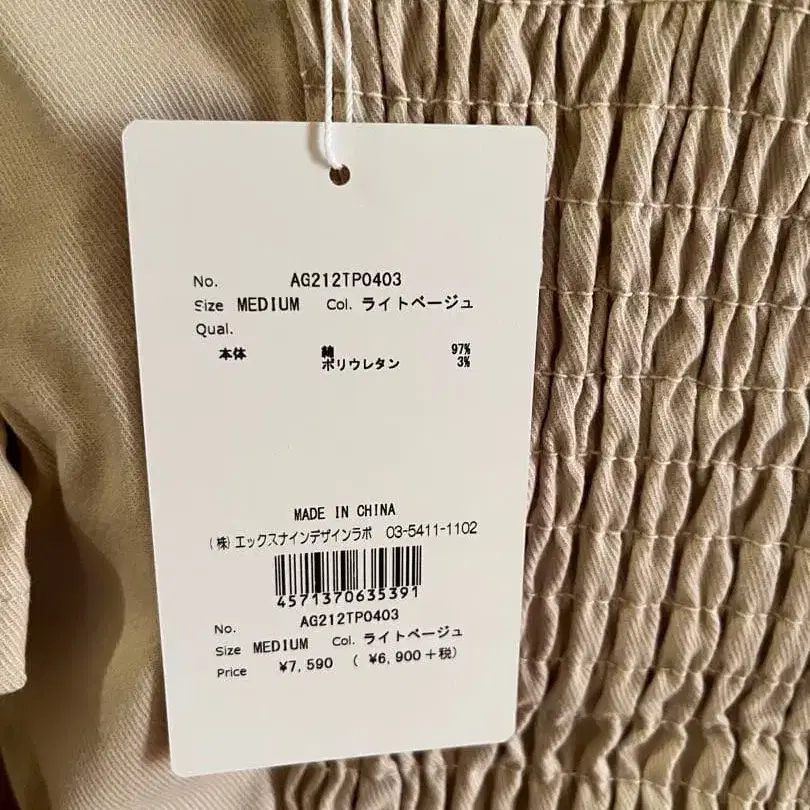 No. AG212TP0403
Size MEDIUM Col. ライトベージュ
Qual.
本体 綿 97%
ポリウレタン 3%
MADE IN CHINA
(株)エックスナインデザインラボ 03-5411-1102
4571370635391
No. AG212TP0403
Size MEDIUM Col. ライトベージュ
Price ¥7,590 ( ¥6,900+税)